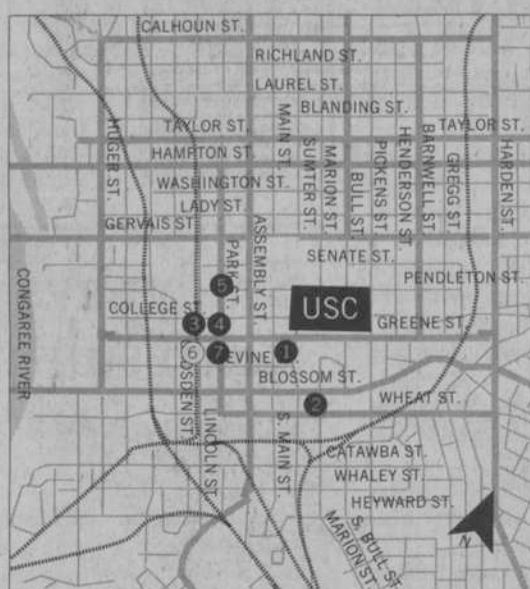 CALHOUN ST.
RICHLAND ST.
LAUREL ST.
BLANDING ST.
TAYLOR ST.
TAYLOR ST.
HAMPTON ST.
WASHINGTON ST.
LADY ST.
GERVAIS ST.
HUGER ST.
MAIN ST.
SUMTER ST.
MARION ST.
BULL ST.
PICKENS ST.
HENDERSON ST.
BARNWELL ST.
GREGG ST.
HARDEN ST.
PARK ST.
ASSEMBLY ST.
SENATE ST.
PENDLETON ST.
CONGAREE RIVER
5
COLLEGE ST.
3
4
USC
GREENE ST.
6
7
1
BLOSSOM ST.
2
WHEAT ST.
LINCOLN ST.
S. MAIN ST.
CATAWBA ST.
WHALEY ST.
HEYWARD ST.
S. BULL ST.
MARION ST.
N